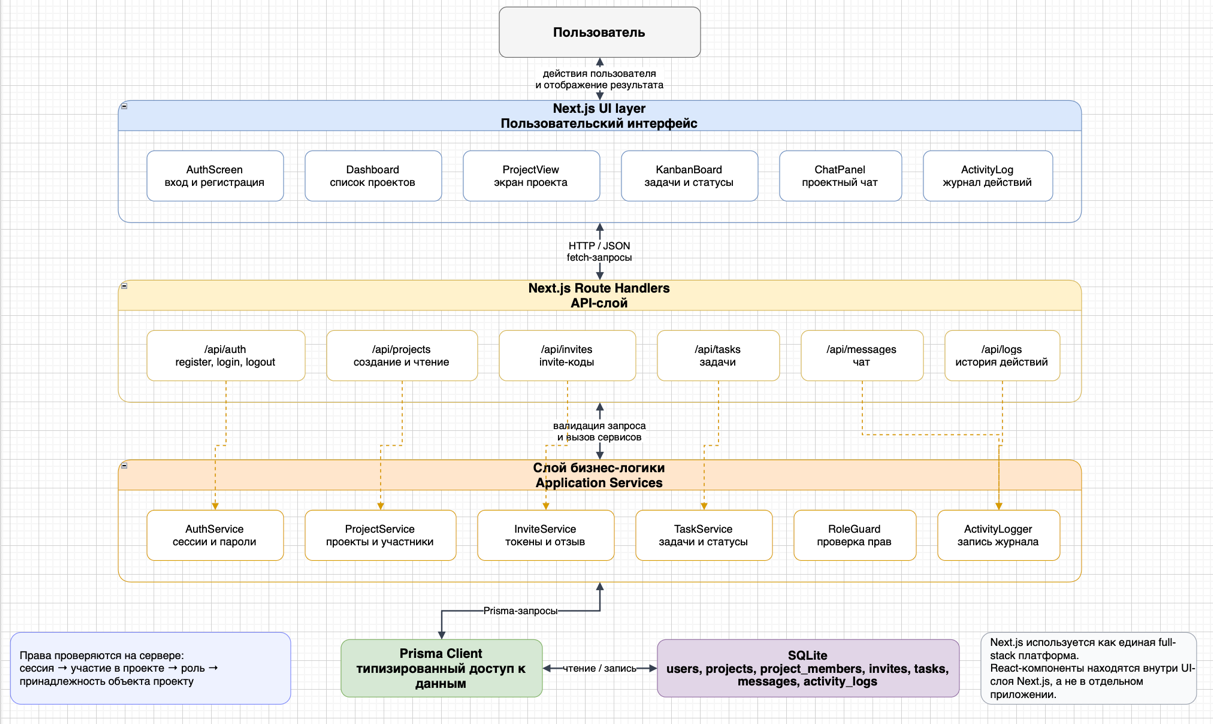 Пользователь
действия пользователя
и отображение результата
Next.js UI layer
Пользовательский интерфейс
AuthScreen
вход и регистрация
Dashboard
список проектов
ProjectView
экран проекта
KanbanBoard
задачи и статусы
ChatPanel
проектный чат
ActivityLog
журнал действий
HTTP / JSON
fetch-запросы
Next.js Route Handlers
API-слой
/api/auth
register, login, logout
/api/projects
создание и чтение
/api/invites
invite-коды
/api/tasks
задачи
/api/messages
чат
/api/logs
история действий
валидация запроса
и вызов сервисов
Слой бизнес-логики
Application Services
AuthService
сессии и пароли
ProjectService
проекты и участники
InviteService
токены и отзыв
TaskService
задачи и статусы
RoleGuard
проверка прав
ActivityLogger
запись журнала
Prisma-запросы
Права проверяются на сервере:
сессия → участие в проекте → роль →
принадлежность объекта проекту
Prisma Client
типизированный доступ к
данным
чтение / запись
SQLite
users, projects, project_members, invites, tasks,
messages, activity_logs
Next.js используется как единая full-
stack платформа.
React-компоненты находятся внутри UI-
слоя Next.js, а не в отдельном
приложении.